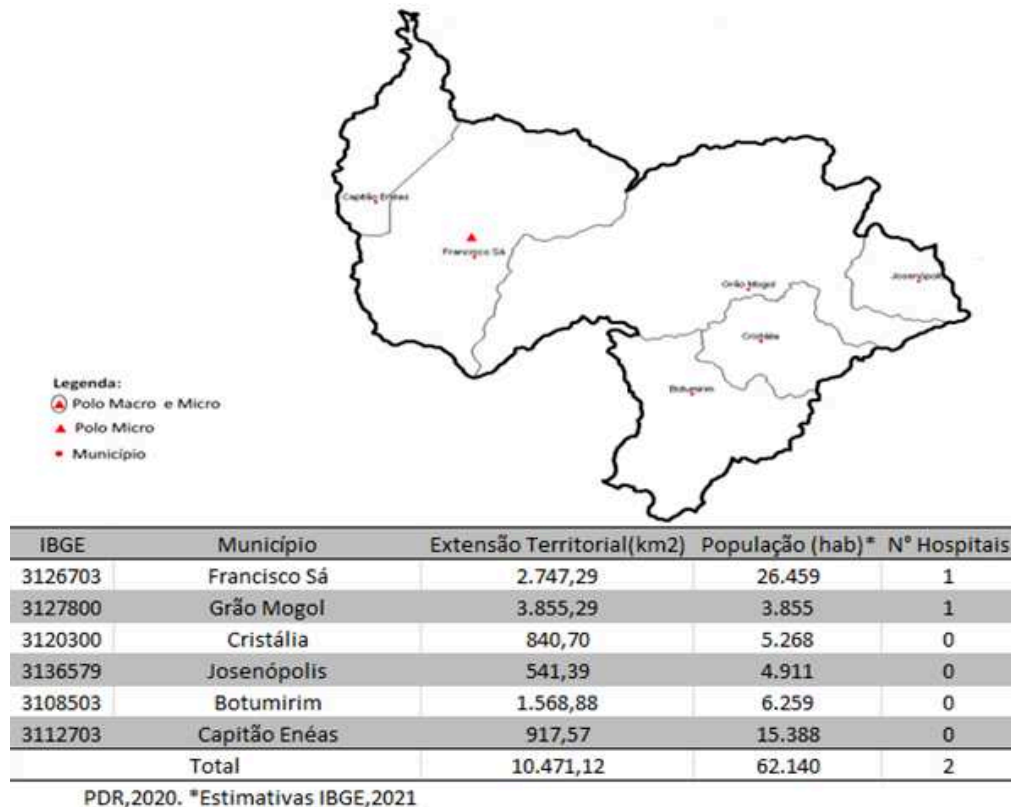 Capitão Enéas
Francisco Sá
Josenópolis
Grão Mogol
Cristália
Botumirim
Legenda:
Polo Macro e Micro
Polo Micro
Município
IBGE Município Extensão Territorial(km2) População (hab)* N° Hospitais
3126703 Francisco Sá 2.747,29 26.459 1
3127800 Grão Mogol 3.855,29 3.855 1
3120300 Cristália 840,70 5.268 0
3136579 Josenópolis 541,39 4.911 0
3108503 Botumirim 1.568,88 6.259 0
3112703 Capitão Enéas 917,57 15.388 0
Total 10.471,12 62.140 2
PDR,2020. *Estimativas IBGE,2021